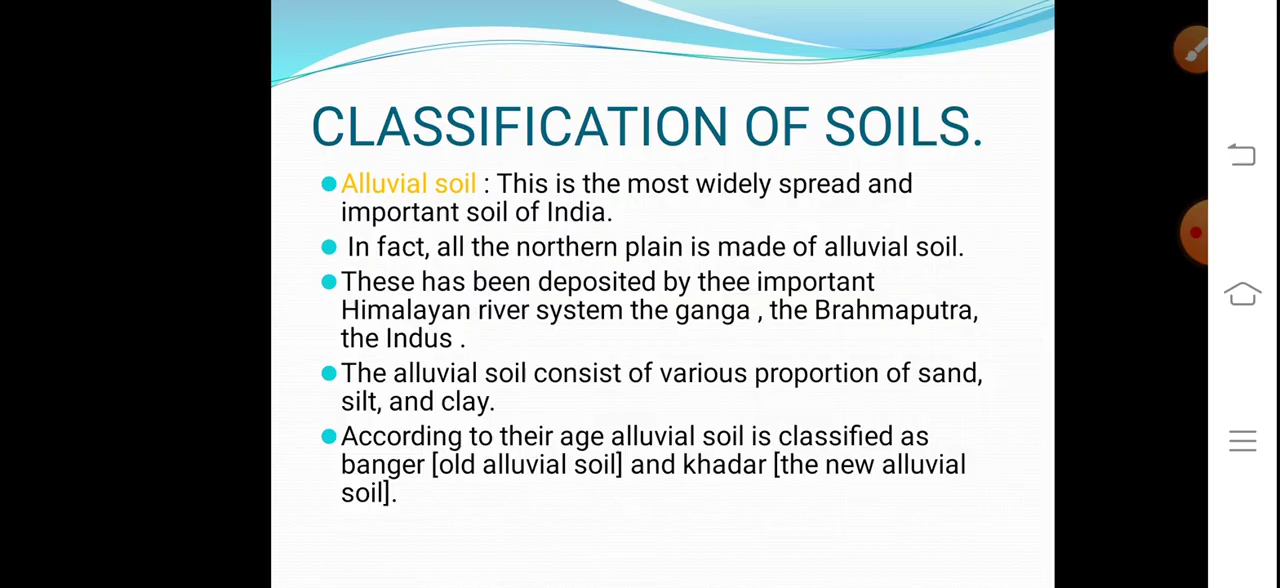 CLASSIFICATION OF SOILS.
Alluvial soil : This is the most widely spread and
important soil of India.
In fact, all the northern plain is made of alluvial soil.
These has been deposited by thee important
Himalayan river system the ganga , the Brahmaputra,
the Indus .
The alluvial soil consist of various proportion of sand,
silt, and clay.
According to their age alluvial soil is classified as
banger [old alluvial soil] and khadar [the new alluvial
soil].